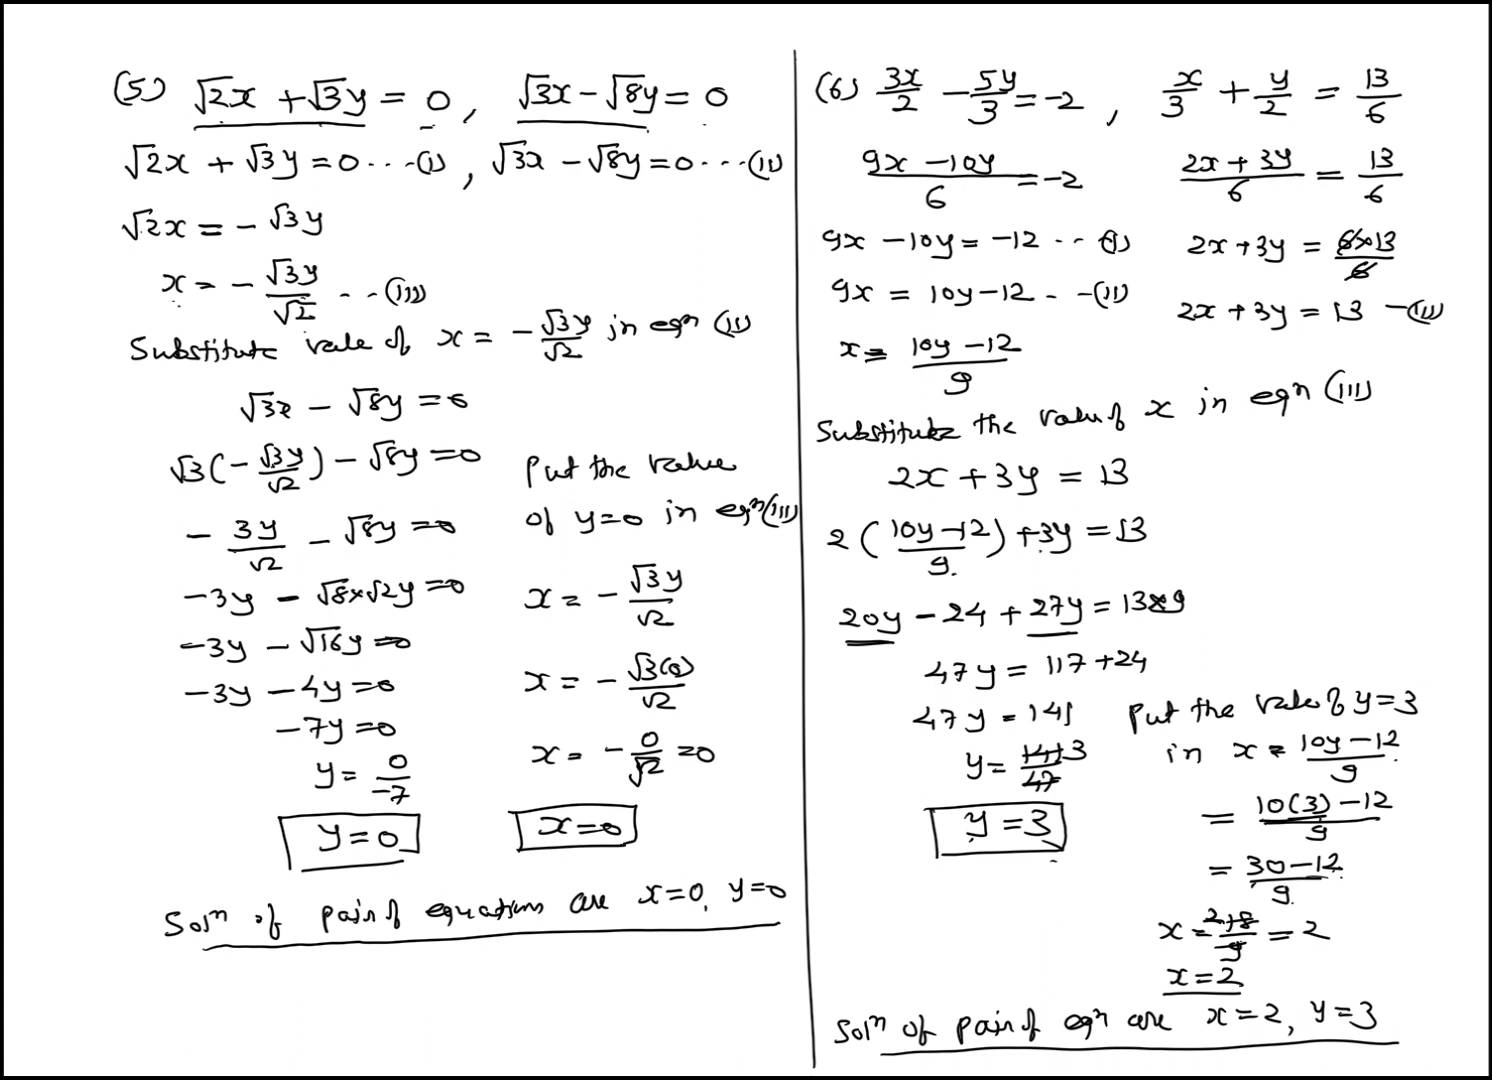 (5) √2x + √3y = 0, √3x - √8y = 0
√2x + √3y = 0 ---(i), √3x - √8y = 0 ---(ii)
√2x = - √3y
x = - √3y/√2 ---(iii)
Substitute value of x = - √3y/√2 in eqn (ii)
√3x - √8y = 0
√3(- √3y/√2) - √8y = 0
- 3y/√2 - √8y = 0
-3y - √8×√2y = 0
-3y - √16y = 0
-3y - 4y = 0
-7y = 0
y = 0/-7
y = 0
Put the value
of y=0 in eqn(iii)
x = - √3y/√2
x = - √3(0)/√2
x = - 0/√2 = 0
x = 0
Soln of pair of equations are x=0, y=0
(6) 3x/2 - 5y/3 = -2, x/3 + y/2 = 13/6
9x - 10y/6 = -2
9x - 10y = -12 --- (i)
9x = 10y - 12 - -(ii)
x = 10y - 12/9
2x + 3y/6 = 13/6
2x + 3y = 6×13/6
2x + 3y = 13 -(iii)
Substitute the value of x in eqn (iii)
2x + 3y = 13
2(10y - 12/9) + 3y = 13
20y - 24 + 27y = 13×9
47y = 117 + 24
47y = 141
y = 141/47 3
y = 3
Put the value of y=3
in x = 10y - 12/9
= 10(3) - 12/9
= 30 - 12/9
x = 2 18/9 = 2
x = 2
Soln of pair of eqn are x = 2, y = 3